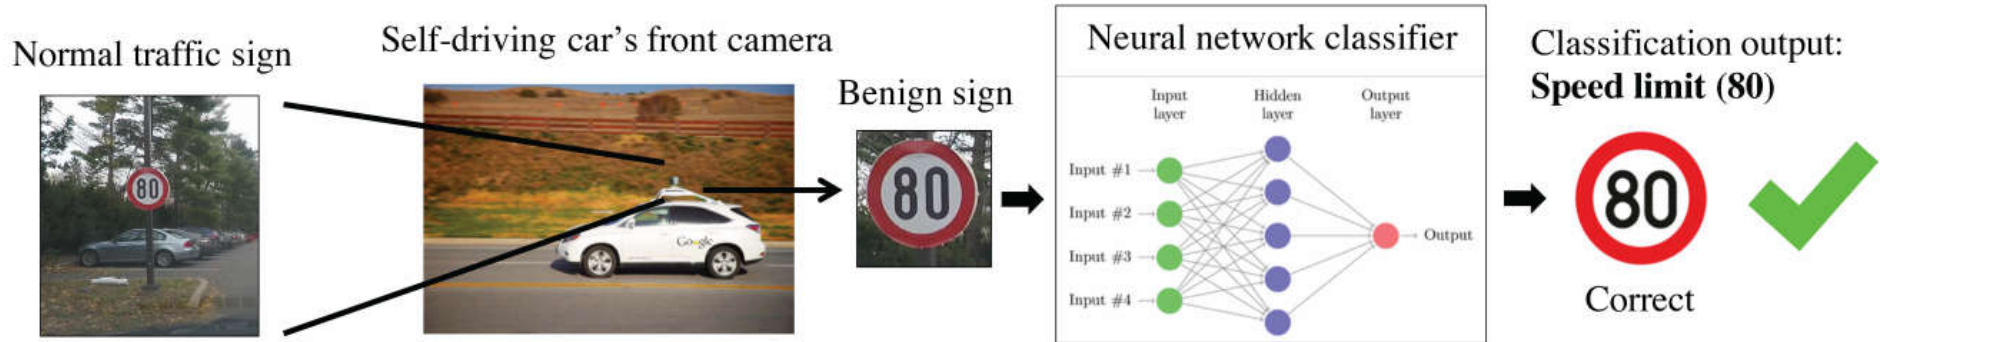 Normal traffic sign
80
Self-driving car's front camera
Google
Benign sign
80
Neural network classifier
Input layer
Hidden layer
Output layer
Input #1
Input #2
Input #3
Input #4
Output
Classification output:
Speed limit (80)
80
Correct